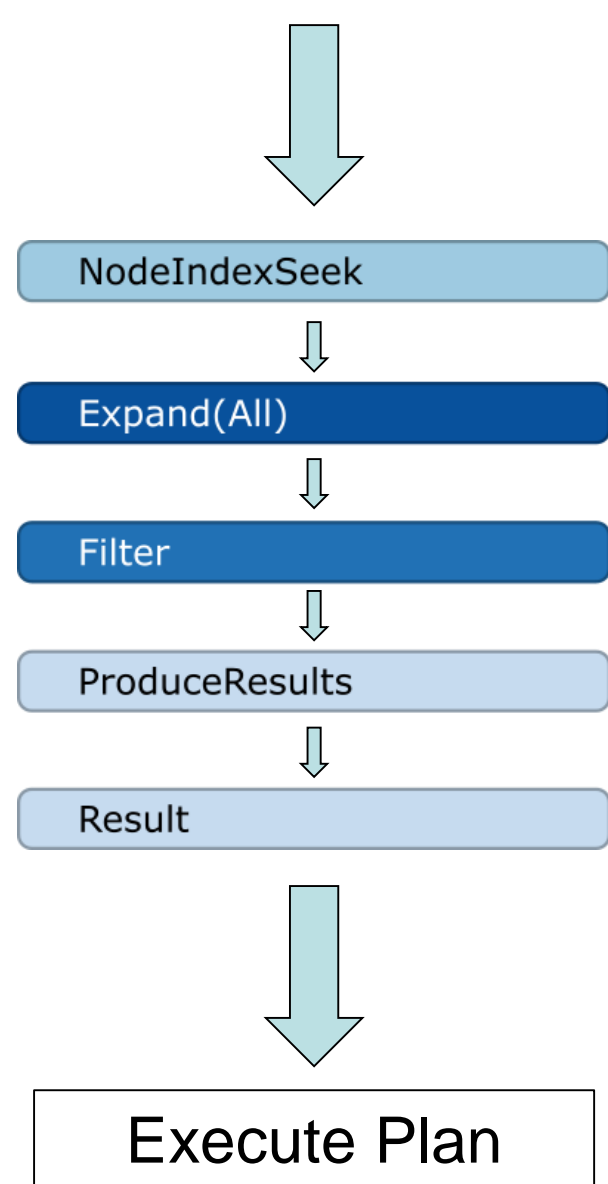 NodeIndexSeek
Expand(All)
Filter
ProduceResults
Result
Execute Plan